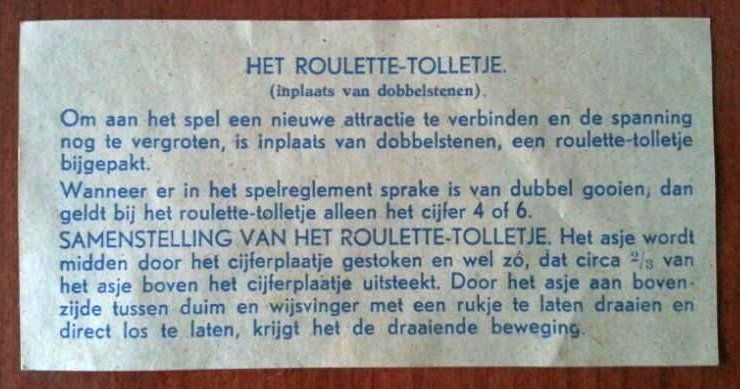 HET ROULETTE-TOLLETJE.
(inplaats van dobbelstenen).
Om aan het spel een nieuwe attractie te verbinden en de spanning
nog te vergroten, is inplaats van dobbelstenen, een roulette-tolletje
bijgepakt.
Wanneer er in het spelreglement sprake is van dubbel gooien, dan
geldt bij het roulette-tolletje alleen het cijfer 4 of 6.
SAMENSTELLING VAN HET ROULETTE-TOLLETJE. Het asje wordt
midden door het cijferplaatje gestoken en wel zó, dat circa 2/3 van
het asje boven het cijferplaatje uitsteekt. Door het asje aan boven-
zijde tussen duim en wijsvinger met een rukje te laten draaien en
direct los te laten, krijgt het de draaiende beweging.